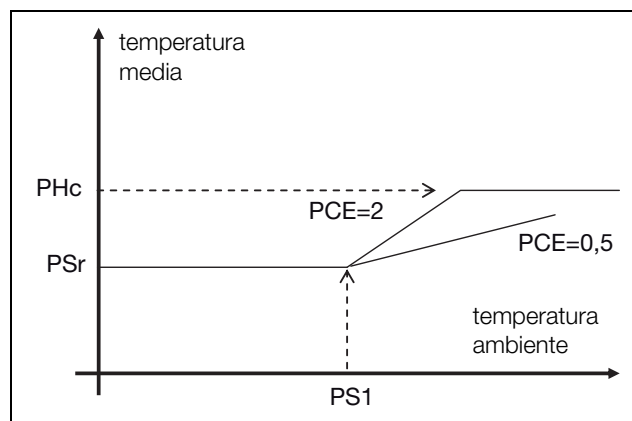 temperatura
media
PHc
PCE=2
PCE=0,5
PSr
temperatura
ambiente
PS1